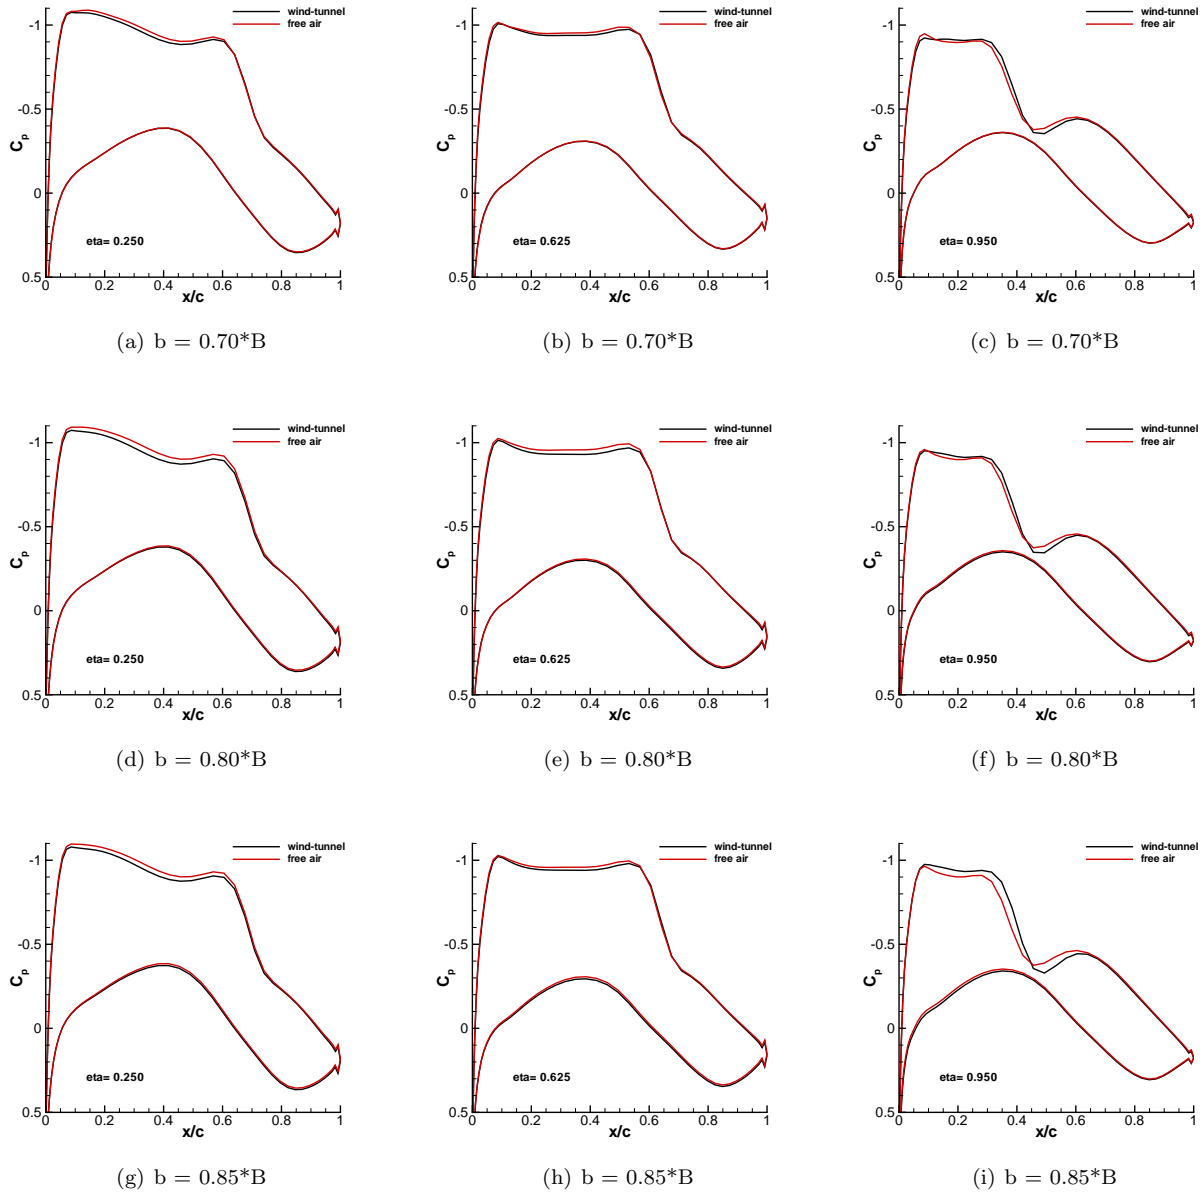 wind-tunnel
free air
-1
-0.5
0
0.5
Cp
eta= 0.250
0 0.2 0.4 0.6 0.8 1
x/c
(a) b = 0.70*B
wind-tunnel
free air
-1
-0.5
0
0.5
Cp
eta= 0.625
0 0.2 0.4 0.6 0.8 1
x/c
(b) b = 0.70*B
wind-tunnel
free air
-1
-0.5
0
0.5
Cp
eta= 0.950
0 0.2 0.4 0.6 0.8 1
x/c
(c) b = 0.70*B
wind-tunnel
free air
-1
-0.5
0
0.5
Cp
eta= 0.250
0 0.2 0.4 0.6 0.8 1
x/c
(d) b = 0.80*B
wind-tunnel
free air
-1
-0.5
0
0.5
Cp
eta= 0.625
0 0.2 0.4 0.6 0.8 1
x/c
(e) b = 0.80*B
wind-tunnel
free air
-1
-0.5
0
0.5
Cp
eta= 0.950
0 0.2 0.4 0.6 0.8 1
x/c
(f) b = 0.80*B
wind-tunnel
free air
-1
-0.5
0
0.5
Cp
eta= 0.250
0 0.2 0.4 0.6 0.8 1
x/c
(g) b = 0.85*B
wind-tunnel
free air
-1
-0.5
0
0.5
Cp
eta= 0.625
0 0.2 0.4 0.6 0.8 1
x/c
(h) b = 0.85*B
wind-tunnel
free air
-1
-0.5
0
0.5
Cp
eta= 0.950
0 0.2 0.4 0.6 0.8 1
x/c
(i) b = 0.85*B